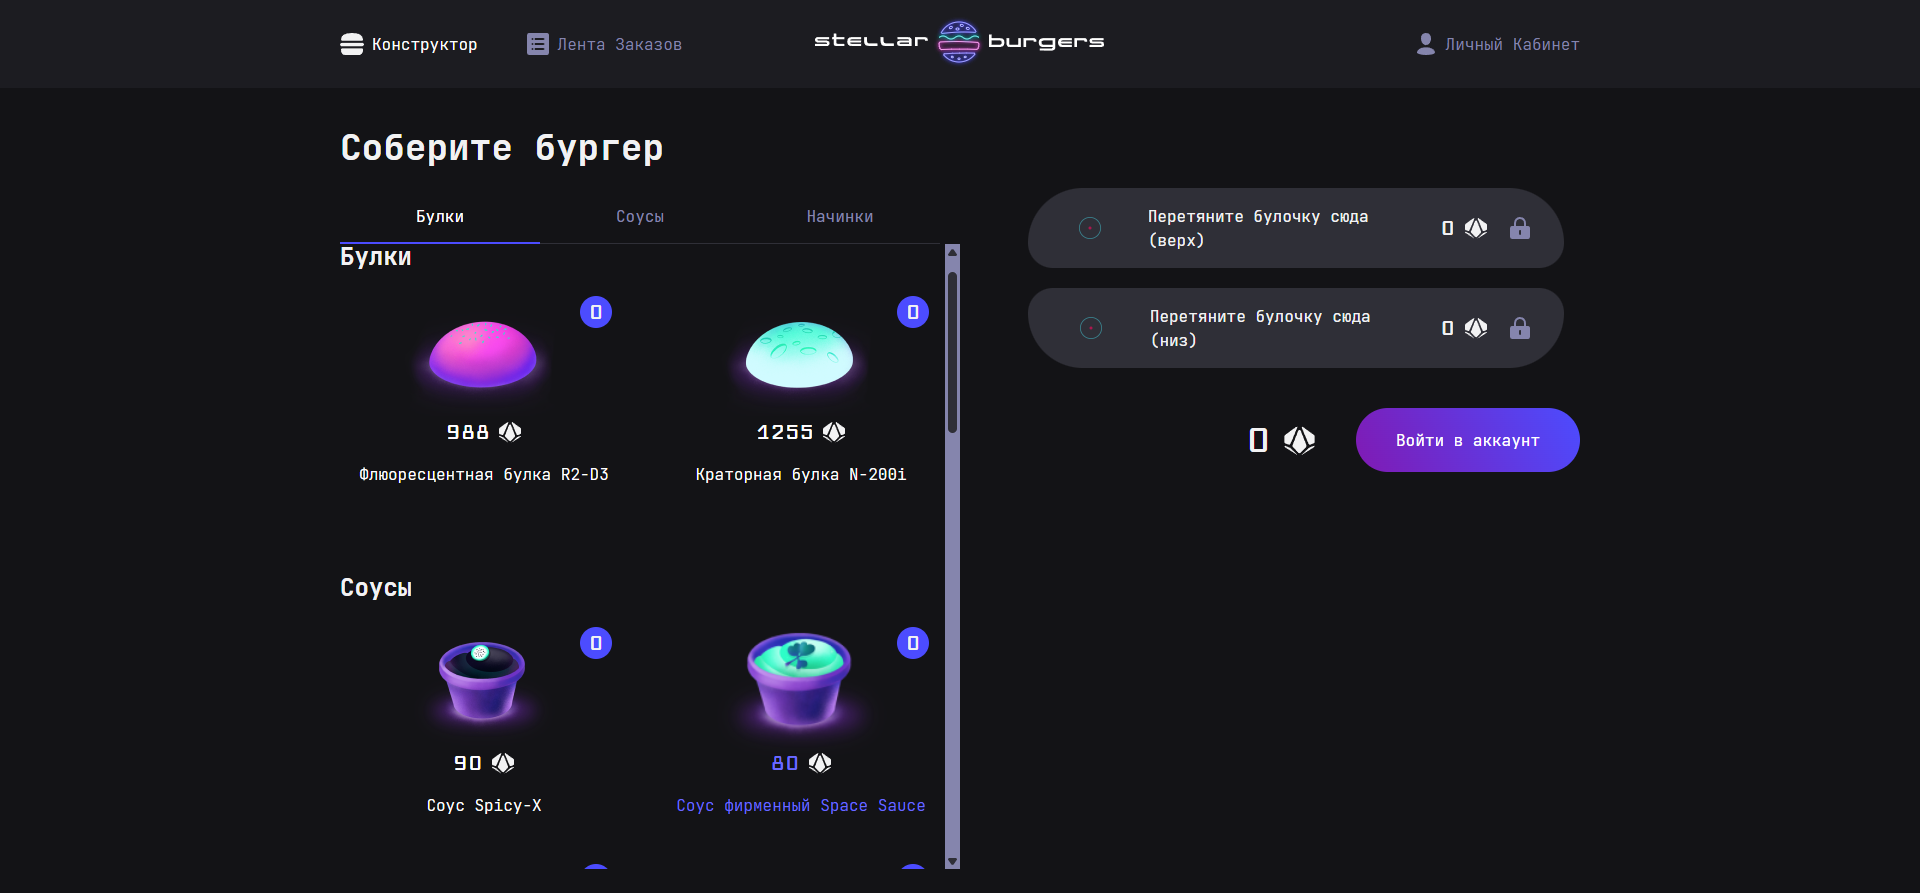 Конструктор
Лента Заказов
stellar burgers
Личный Кабинет
Соберите бургер
Булки
Соусы
Начинки
Булки
0
0
988
1255
Флюоресцентная булка R2-D3
Краторная булка N-200i
Соусы
0
0
90
80
Соус Spicy-X
Соус фирменный Space Sauce
Перетяните булочку сюда
(верх)
0
Перетяните булочку сюда
(низ)
0
0
Войти в аккаунт